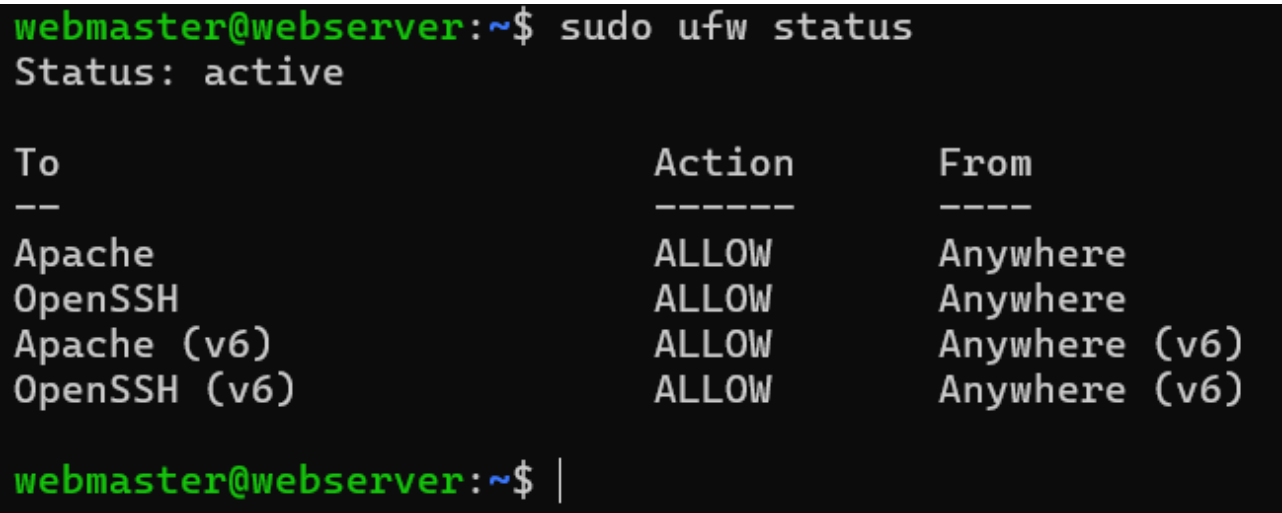 webmaster@webserver:~$ sudo ufw status
Status: active
To Action From
-- ------ ----
Apache ALLOW Anywhere
OpenSSH ALLOW Anywhere
Apache (v6) ALLOW Anywhere (v6)
OpenSSH (v6) ALLOW Anywhere (v6)
webmaster@webserver:~$